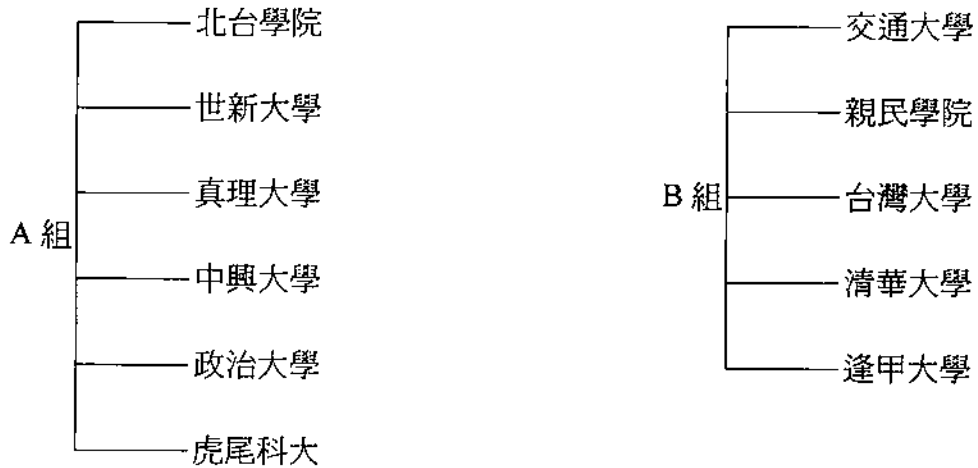 A 組
北台學院
世新大學
真理大學
中興大學
政治大學
虎尾科大
B 組
交通大學
親民學院
台灣大學
清華大學
逢甲大學